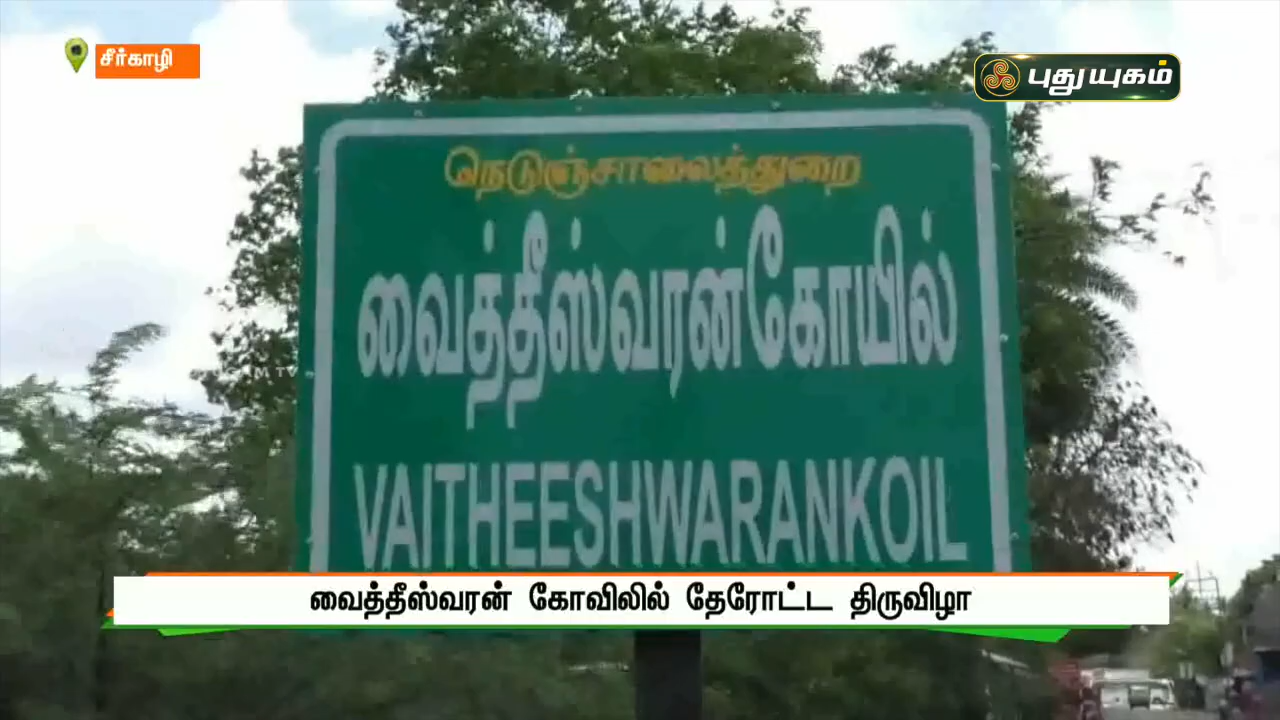 சீர்காழி
புதுயுகம்
நெடுஞ்சாலைத்துறை
வைத்தீஸ்வரன்கோயில்
VAITHEESHWARANKOIL
வைத்தீஸ்வரன் கோவிலில் தேரோட்ட திருவிழா